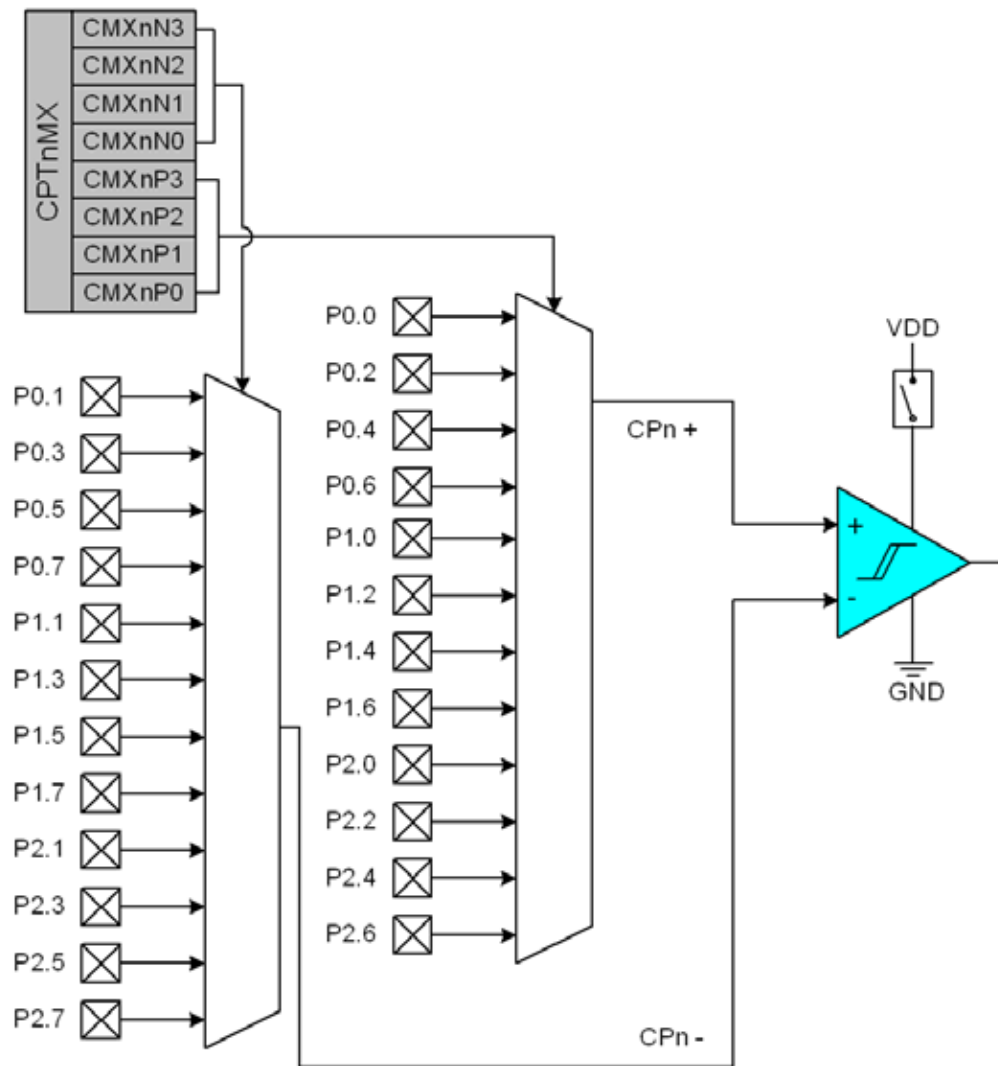 CPTnMX
CMXnN3
CMXnN2
CMXnN1
CMXnN0
CMXnP3
CMXnP2
CMXnP1
CMXnP0
P0.1
P0.3
P0.5
P0.7
P1.1
P1.3
P1.5
P1.7
P2.1
P2.3
P2.5
P2.7
P0.0
P0.2
P0.4
P0.6
P1.0
P1.2
P1.4
P1.6
P2.0
P2.2
P2.4
P2.6
CPn +
CPn -
VDD
+
-
GND